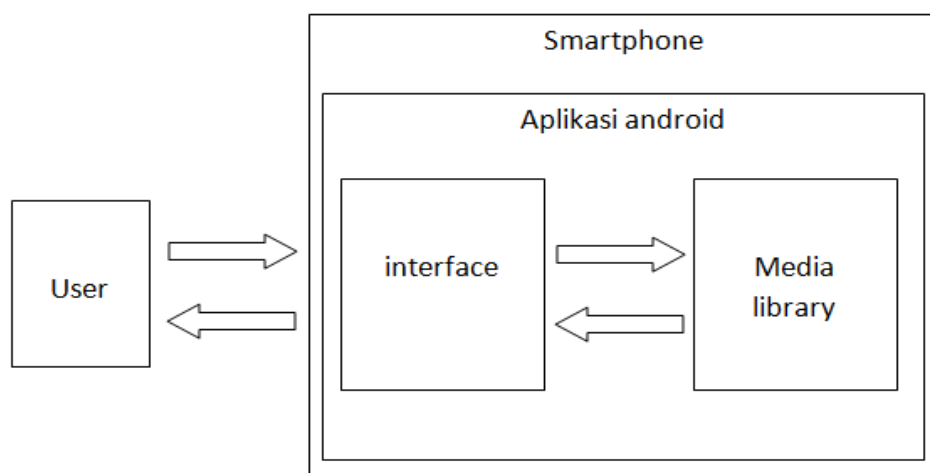 Smartphone
Aplikasi android
User
interface
Media
library